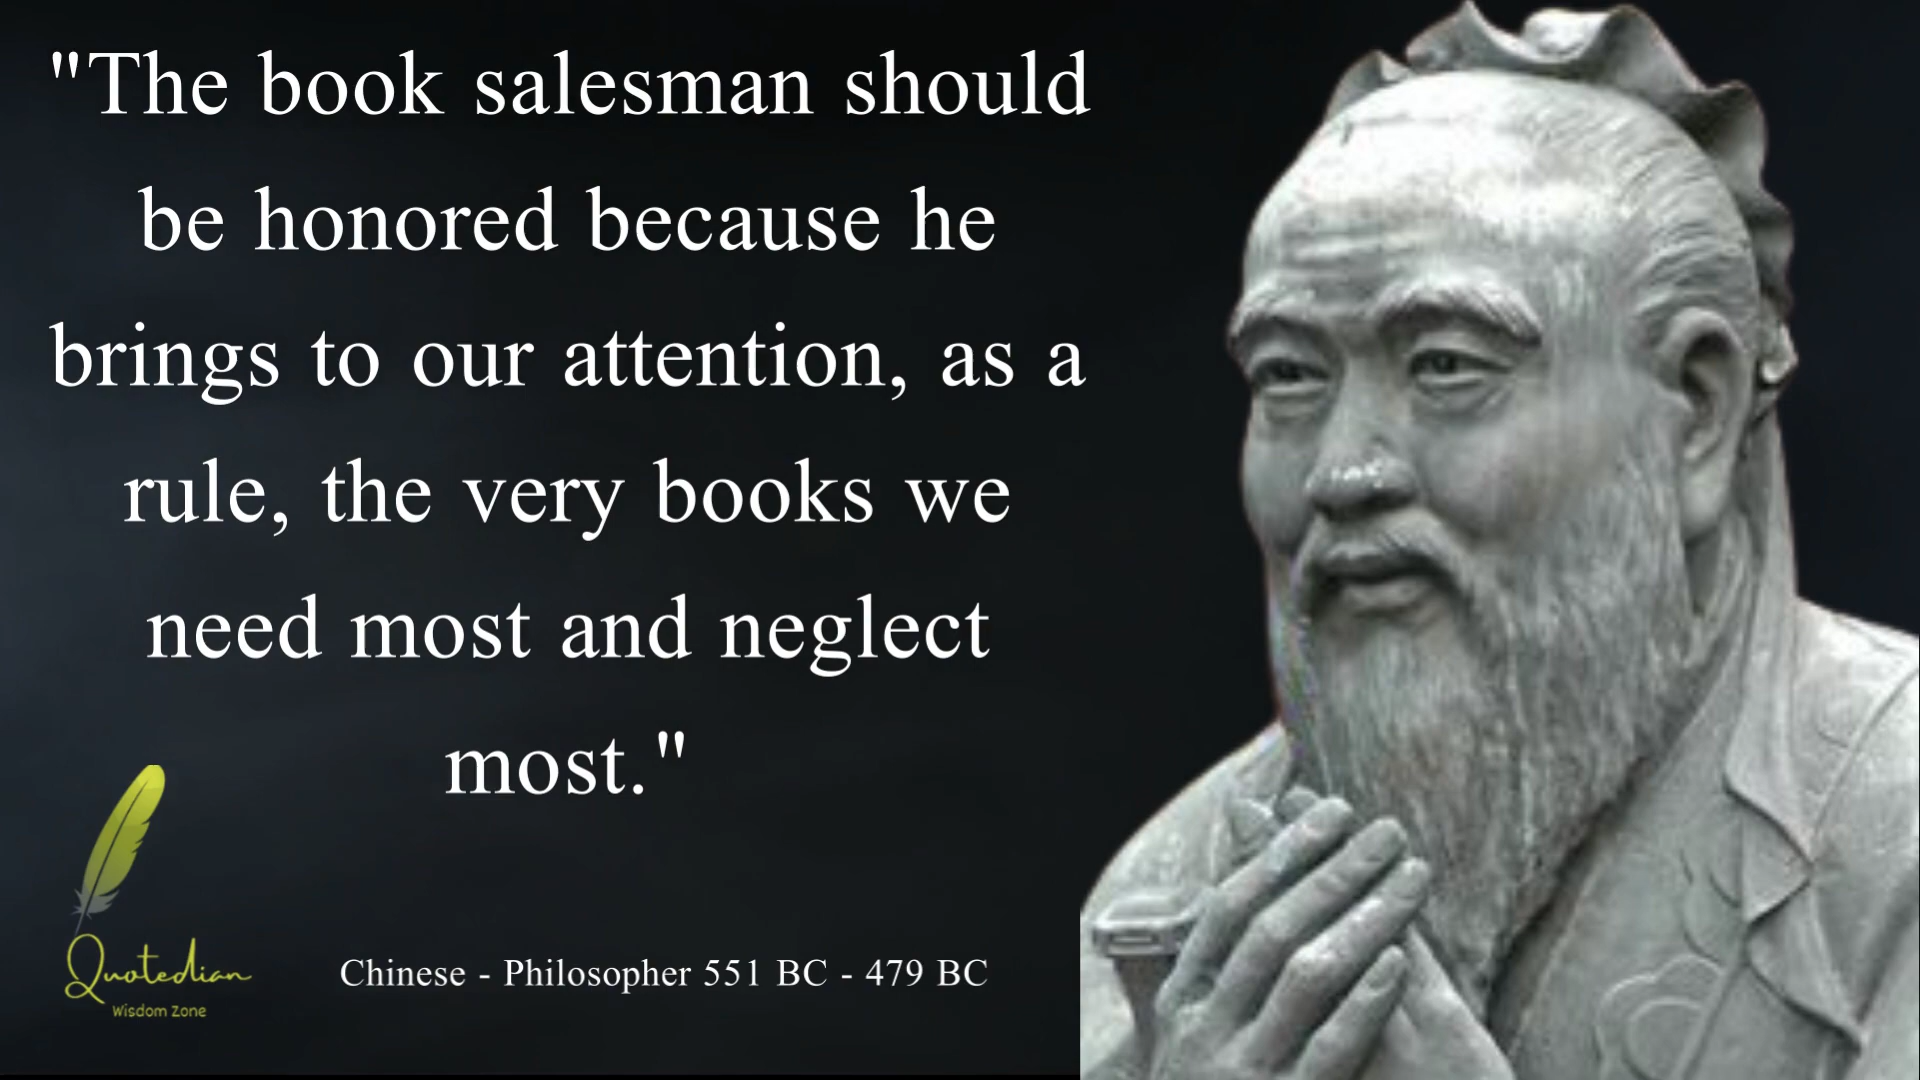 "The book salesman should
be honored because he
brings to our attention, as a
rule, the very books we
need most and neglect
most."
Quotedian
Wisdom Zone
Chinese - Philosopher 551 BC - 479 BC